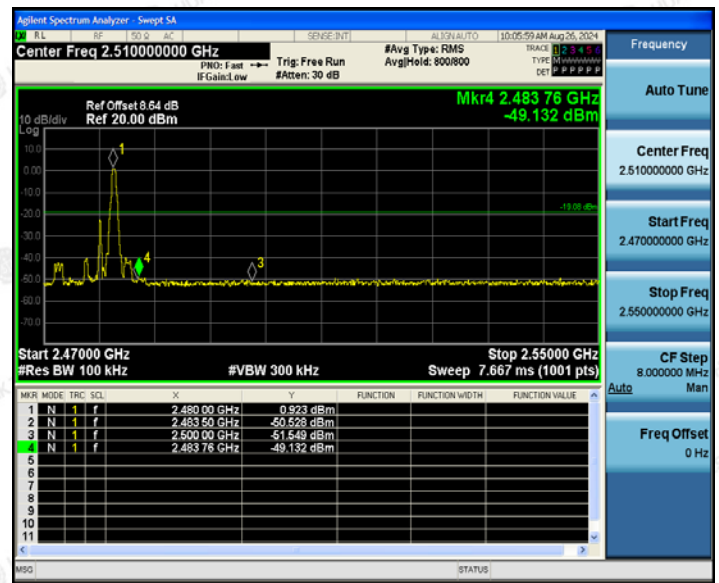 Agilent Spectrum Analyzer - Swept SA
RL RF 50 Ω AC SENSE:INT ALIGN AUTO 10:05:59 AM Aug 26, 2024
Center Freq 2.510000000 GHz
PNO: Fast
IFGain:Low
Trig: Free Run
#Atten: 30 dB
#Avg Type: RMS
Avg|Hold: 800/800
TRACE 1 2 3 4 5 6
TYPE M WWWWW
DET P P P P P P
Ref Offset 8.64 dB
Ref 20.00 dBm
10 dB/div
Log
Mkr4 2.483 76 GHz
-49.132 dBm
10.0
0.00
-10.0
-20.0
-30.0
-40.0
-50.0
-60.0
-70.0
1
4
3
-19.08 dBm
Start 2.47000 GHz
#Res BW 100 kHz
#VBW 300 kHz
Stop 2.55000 GHz
Sweep 7.667 ms (1001 pts)
MKR MODE TRC SCL X Y FUNCTION FUNCTION WIDTH FUNCTION VALUE
1 N 1 f 2.480 00 GHz 0.923 dBm
2 N 1 f 2.483 50 GHz -50.528 dBm
3 N 1 f 2.500 00 GHz -51.549 dBm
4 N 1 f 2.483 76 GHz -49.132 dBm
5
6
7
8
9
10
11
MSG STATUS
Frequency
Auto Tune
Center Freq
2.510000000 GHz
Start Freq
2.470000000 GHz
Stop Freq
2.550000000 GHz
CF Step
8.000000 MHz
Auto Man
Freq Offset
0 Hz